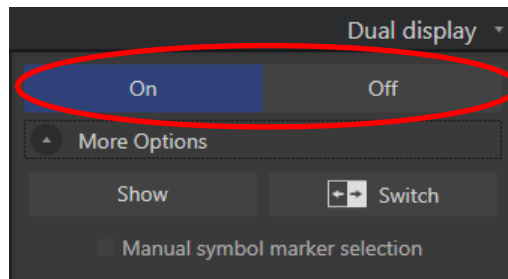 Dual display
On Off
More Options
Show Switch
Manual symbol marker selection